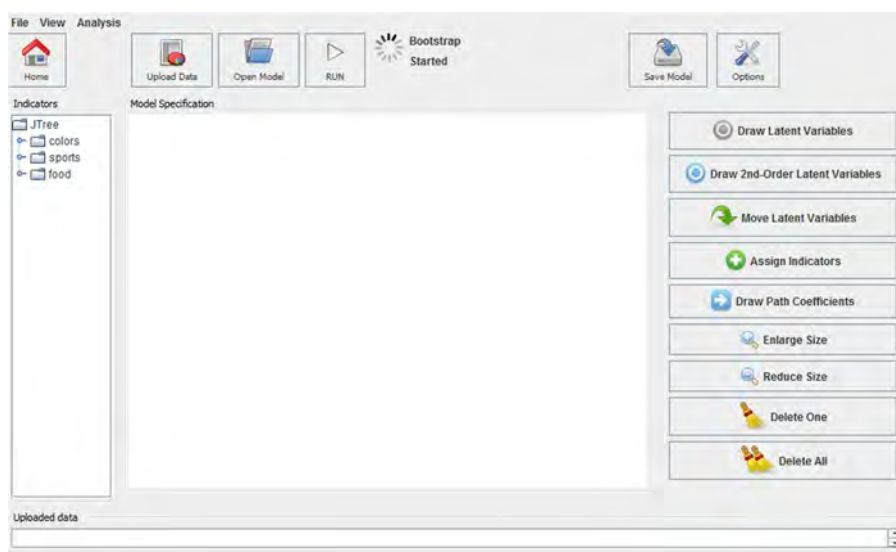 File View Analysis
Home
Upload Data
Open Model
RUN
Bootstrap
Started
Save Model
Options
Indicators
Model Specification
JTree
colors
sports
food
Draw Latent Variables
Draw 2nd-Order Latent Variables
Move Latent Variables
Assign Indicators
Draw Path Coefficients
Enlarge Size
Reduce Size
Delete One
Delete All
Uploaded data